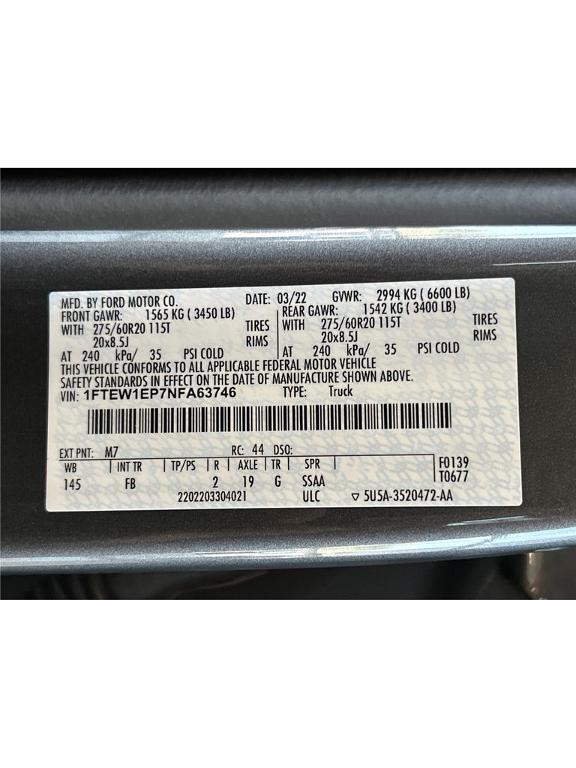 MFD. BY FORD MOTOR CO. DATE: 03/22 GVWR: 2994 KG ( 6600 LB)
FRONT GAWR: 1565 KG ( 3450 LB) REAR GAWR: 1542 KG ( 3400 LB)
WITH 275/60R20 115T TIRES WITH 275/60R20 115T TIRES
20x8.5J RIMS 20x8.5J RIMS
AT 240 kPa/ 35 PSI COLD AT 240 kPa/ 35 PSI COLD
THIS VEHICLE CONFORMS TO ALL APPLICABLE FEDERAL MOTOR VEHICLE
SAFETY STANDARDS IN EFFECT ON THE DATE OF MANUFACTURE SHOWN ABOVE.
VIN: 1FTEW1EP7NFA63746 TYPE: Truck
EXT PNT: M7 RC: 44 DSO:
WB INT TR TP/PS R AXLE TR SPR F0139
145 FB 2 19 G SSAA T0677
2202203304021 ULC ▽ 5U5A-3520472-AA